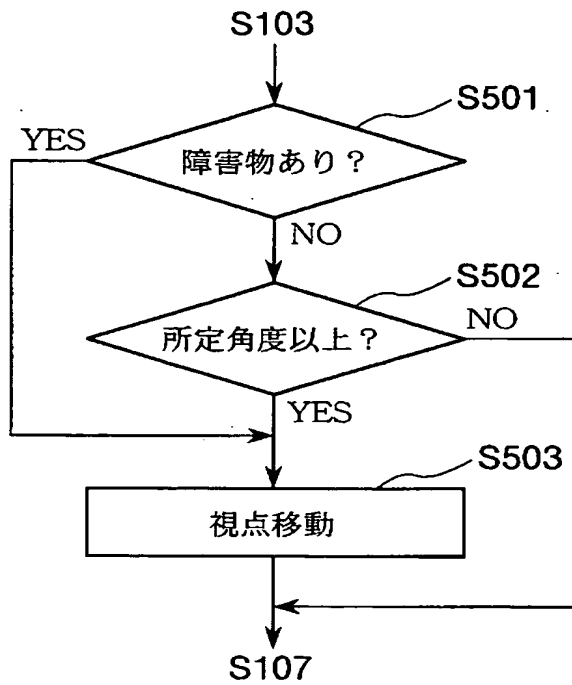 S103
S501
YES
障害物あり？
NO
S502
所定角度以上？
NO
YES
S503
視点移動
S107